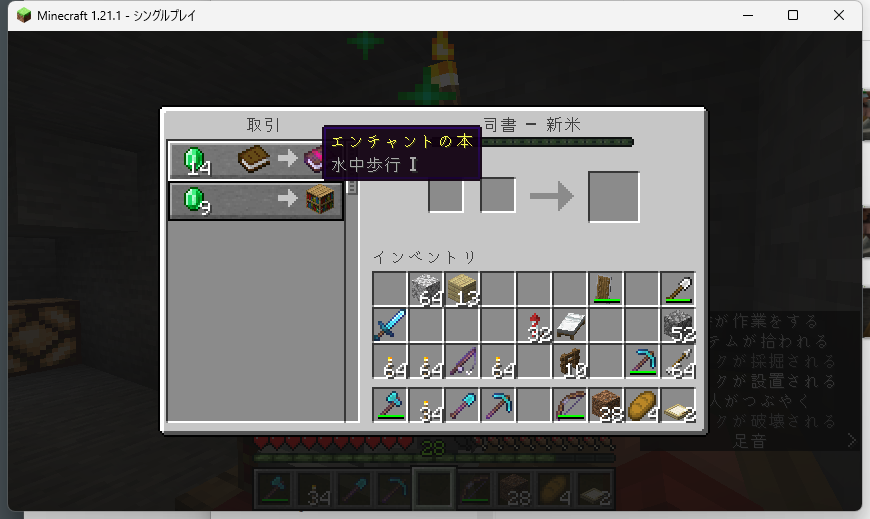 Minecraft 1.21.1 - シングルプレイ
取引
司書 - 新米
エンチャントの本
水中歩行 I
14
9
インベントリ
64
13
32
52
64
64
64
10
64
34
28
4
2
が作業をする
テムが拾われる
クが採掘される
クが設置される
人がつぶやく
クが破壊される
足音 >
28
34
28
4
2